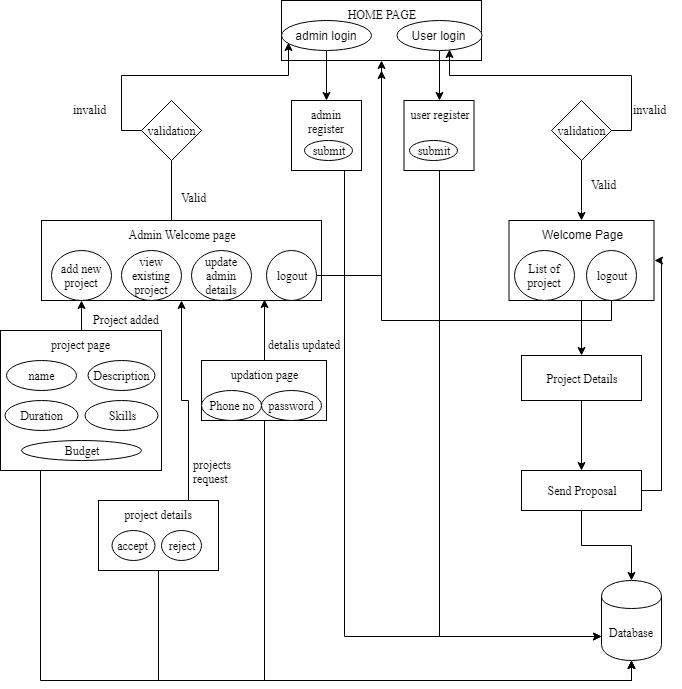 HOME PAGE
admin login
User login
invalid
validation
admin
register
submit
user register
submit
validation
invalid
Valid
Valid
Admin Welcome page
add new
project
view
existing
project
update
admin
details
logout
Welcome Page
List of
project
logout
Project added
detalis updated
project page
name
Description
Duration
Skills
Budget
updation page
Phone no
password
Project Details
projects
request
Send Proposal
project details
accept
reject
Database